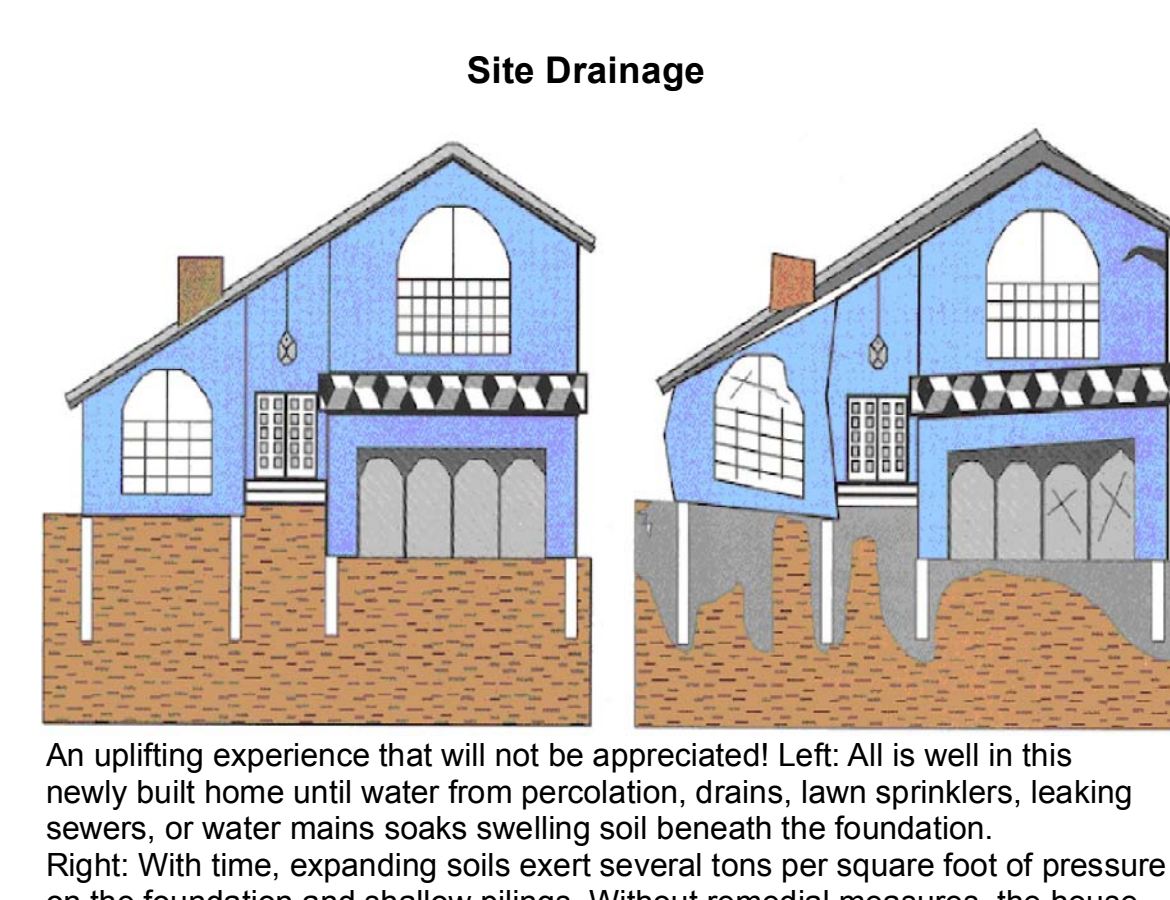 Site Drainage
An uplifting experience that will not be appreciated! Left: All is well in this
newly built home until water from percolation, drains, lawn sprinklers, leaking
sewers, or water mains soaks swelling soil beneath the foundation.
Right: With time, expanding soils exert several tons per square foot of pressure
on the foundation and shallow pilings. Without remedial measures, the house